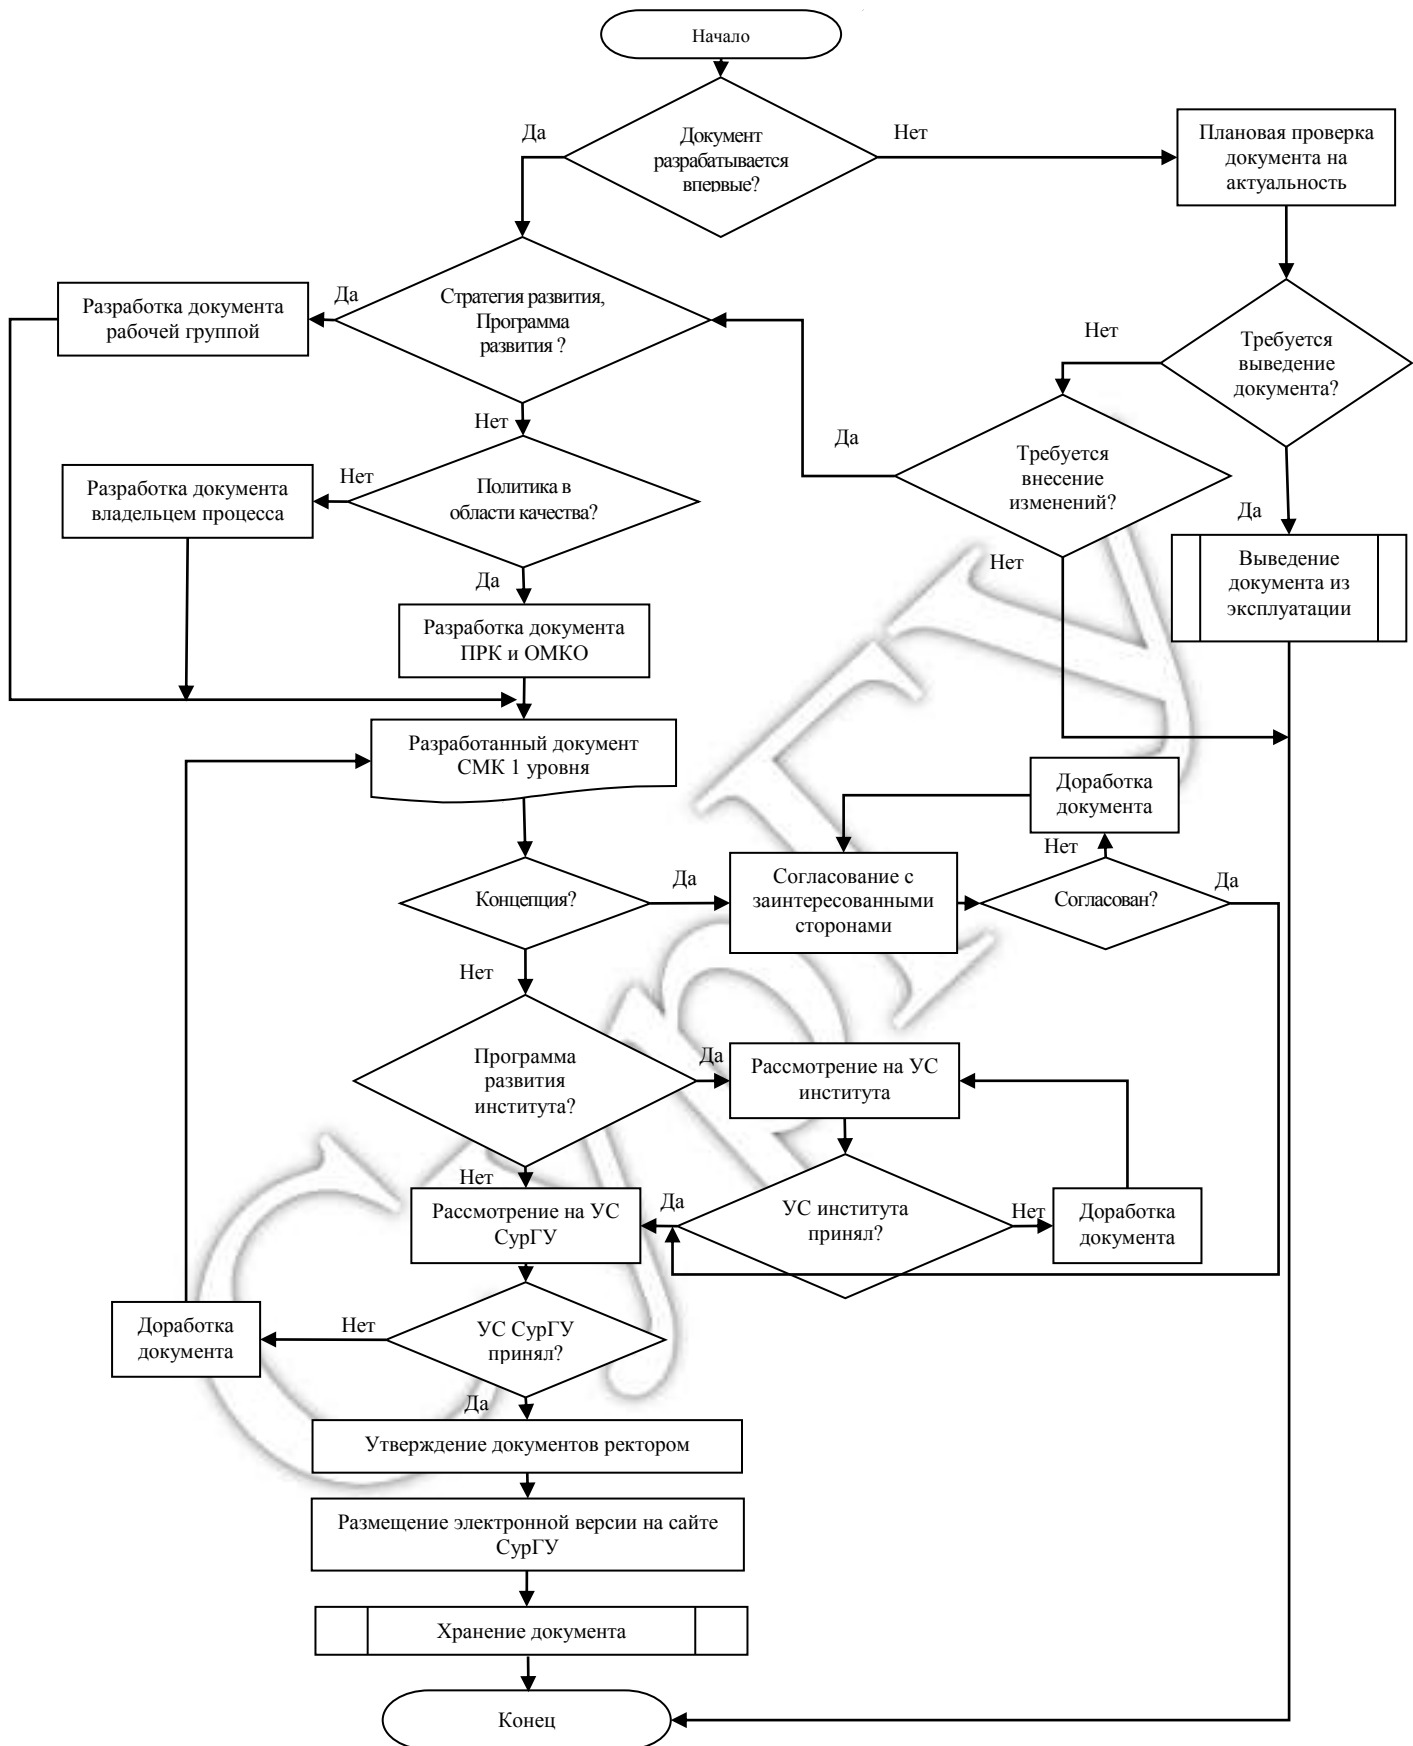 Начало
Да
Документ
разрабатывается
впервые?
Нет
Плановая проверка
документа на
актуальность
Разработка документа
рабочей группой
Да
Стратегия развития,
Программа
развития ?
Нет
Требуется
выведение
документа?
Нет
Да
Требуется
внесение
изменений?
Разработка документа
владельцем процесса
Нет
Политика в
области качества?
Да
Да
Нет
Выведение
документа из
эксплуатации
Разработка документа
ПРК и ОМКО
Разработанный документ
СМК 1 уровня
Доработка
документа
Нет
Концепция?
Да
Согласование с
заинтересованными
сторонами
Согласован?
Да
Нет
Программа
развития
института?
Да
Рассмотрение на УС
института
Нет
Рассмотрение на УС
СурГУ
Да
УС института
принял?
Нет
Доработка
документа
Доработка
документа
Нет
УС СурГУ
принял?
Да
Утверждение документов ректором
Размещение электронной версии на сайте
СурГУ
Хранение документа
Конец
СурГУ